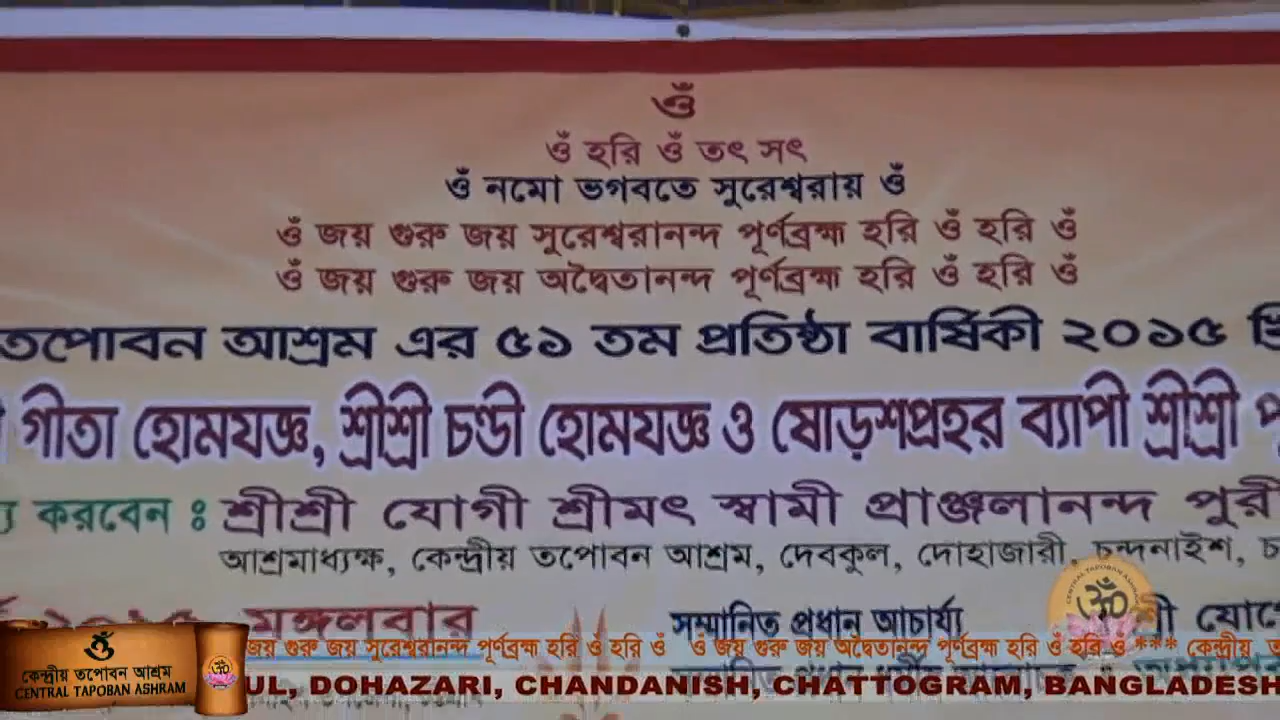 ওঁ
ওঁ হরি ওঁ তৎ সৎ
ওঁ নমো ভগবতে সুরেশ্বরায় ওঁ
ওঁ জয় গুরু জয় সুরেশ্বরানন্দ পূর্ণব্রহ্ম হরি ওঁ হরি ওঁ
ওঁ জয় গুরু জয় অদ্বৈতানন্দ পূর্ণব্রহ্ম হরি ওঁ হরি ওঁ
তপোবন আশ্রম এর ৫১ তম প্রতিষ্ঠা বার্ষিকী ২০১৫
গীতা হোমযজ্ঞ, শ্রীশ্রী চণ্ডী হোমযজ্ঞ ও ষোড়শপ্রহর ব্যাপী শ্রীশ্রী
করবেন ঃ শ্রীশ্রী যোগী শ্রীমৎ স্বামী প্রাঞ্জলানন্দ পুরী
আশ্রমাধ্যক্ষ, কেন্দ্রীয় তপোবন আশ্রম, দেবকুল, দোহাজারী, চন্দনাইশ,
মঙ্গলবার সম্মানিত প্রধান আচার্য্য
CENTRAL TAPOBAN ASHRAM
জয় গুরু জয় সুরেশ্বরানন্দ পূর্ণব্রহ্ম হরি ওঁ হরি ওঁ ওঁ জয় গুরু জয় অদ্বৈতানন্দ পূর্ণব্রহ্ম হরি ওঁ হরি ওঁ *** কেন্দ্রীয়
কেন্দ্রীয় তপোবন আশ্রম
CENTRAL TAPOBAN ASHRAM
UL, DOHAZARI, CHANDANISH, CHATTOGRAM, BANGLADESH